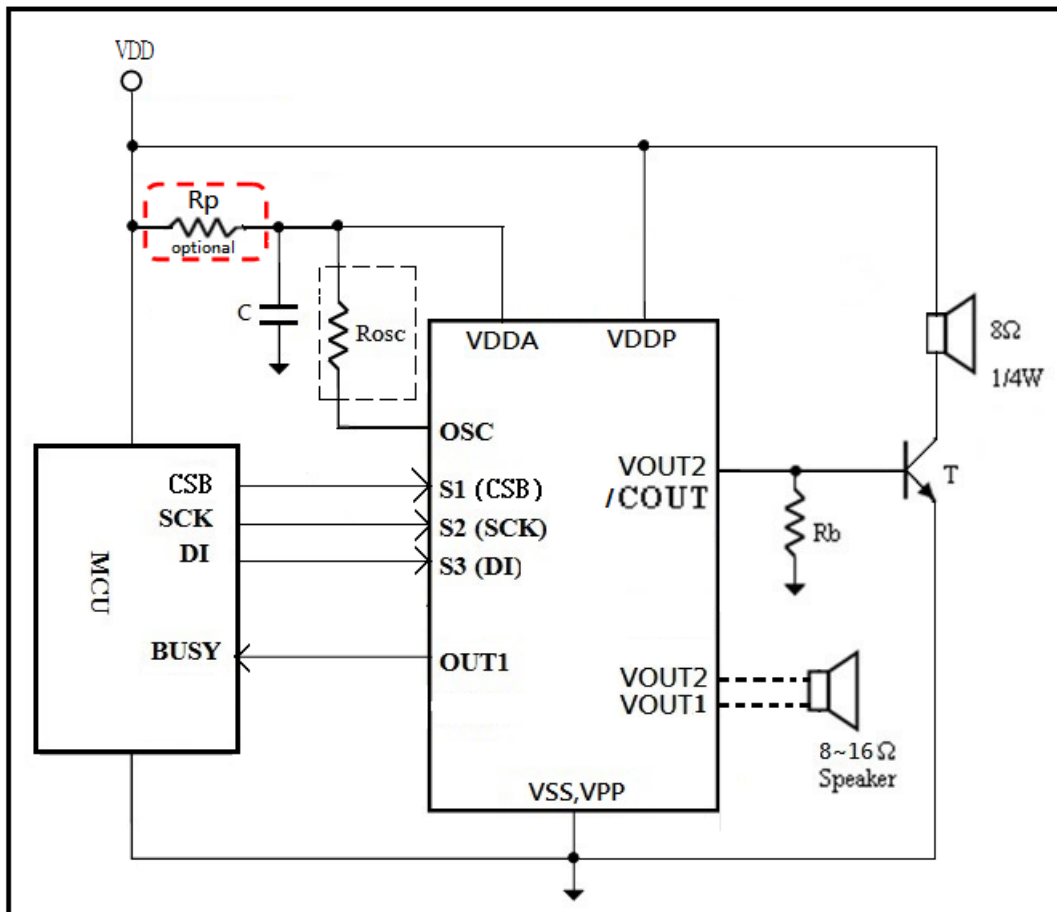 VDD
Rp
optional
C
Rosc
VDDA
VDDP
8Ω
1/4W
OSC
CSB
S1 (CSB)
VOUT2
/COUT
T
SCK
S2 (SCK)
DI
S3 (DI)
Rb
MCU
BUSY
OUT1
VOUT2
VOUT1
8~16Ω
Speaker
VSS,VPP